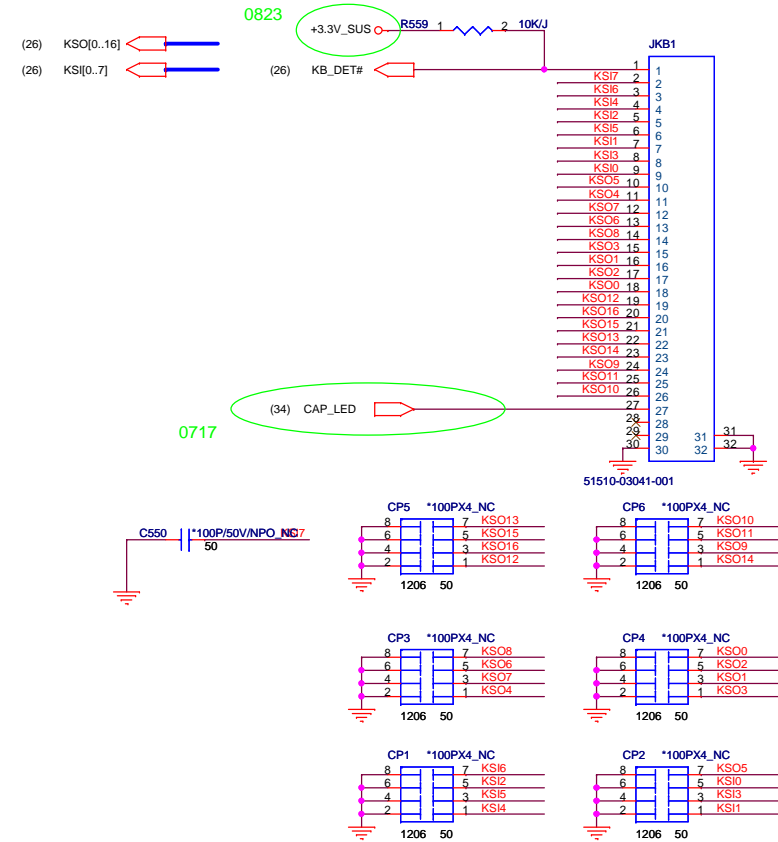 0823
+3.3V_SUS R559 1 2 10K/J
(26) KSO[0..16]
(26) KSI[0..7]
(26) KB_DET#
JKB1
1 1
KSI7 2 2
KSI6 3 3
KSI4 4 4
KSI2 5 5
KSI5 6 6
KSI1 7 7
KSI3 8 8
KSI0 9 9
KSO5 10 10
KSO4 11 11
KSO7 12 12
KSO6 13 13
KSO8 14 14
KSO3 15 15
KSO1 16 16
KSO2 17 17
KSO0 18 18
KSO12 19 19
KSO16 20 20
KSO15 21 21
KSO13 22 22
KSO14 23 23
KSO9 24 24
KSO11 25 25
KSO10 26 26
(34) CAP_LED 27 27
28 28
29 29 31 31
30 30 32 32
0717
51510-03041-001
C550 *100P/50V/NPO_NC
50
CP5 *100PX4_NC
8 7 KSO13
6 5 KSO15
4 3 KSO16
2 1 KSO12
1206 50
CP6 *100PX4_NC
8 7 KSO10
6 5 KSO11
4 3 KSO9
2 1 KSO14
1206 50
CP3 *100PX4_NC
8 7 KSO8
6 5 KSO6
4 3 KSO7
2 1 KSO4
1206 50
CP4 *100PX4_NC
8 7 KSO0
6 5 KSO2
4 3 KSO1
2 1 KSO3
1206 50
CP1 *100PX4_NC
8 7 KSI6
6 5 KSI2
4 3 KSI5
2 1 KSI4
1206 50
CP2 *100PX4_NC
8 7 KSO5
6 5 KSI0
4 3 KSI3
2 1 KSI1
1206 50